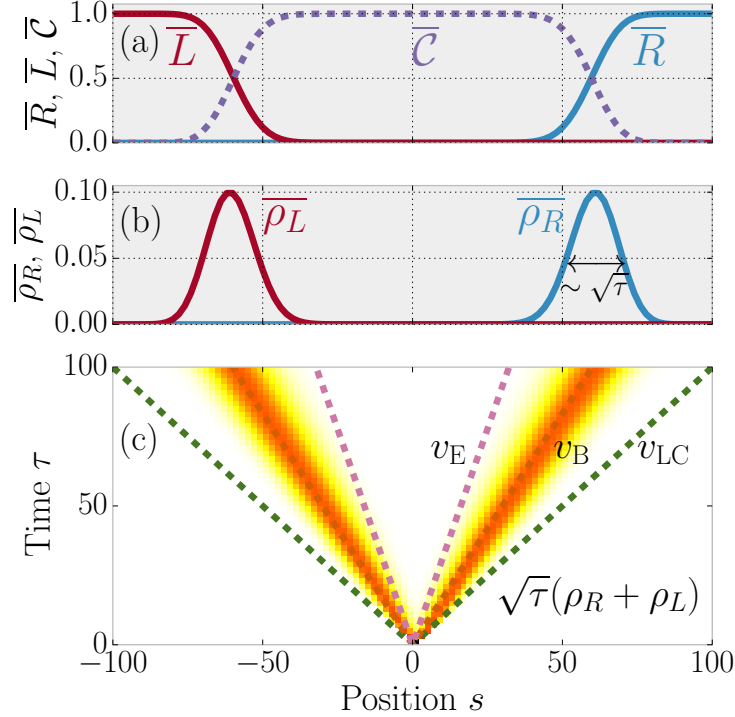 R̅, L̅, 𝒞̅
1.0
0.5
0.0
(a)
L̅
𝒞̅
R̅
ρ̅_R, ρ̅_L
0.10
0.05
0.00
(b)
ρ̅_L
ρ̅_R
∼ √τ
Time τ
100
50
0
(c)
v_E
v_B
v_LC
√τ(ρ_R + ρ_L)
−100
−50
0
50
100
Position s